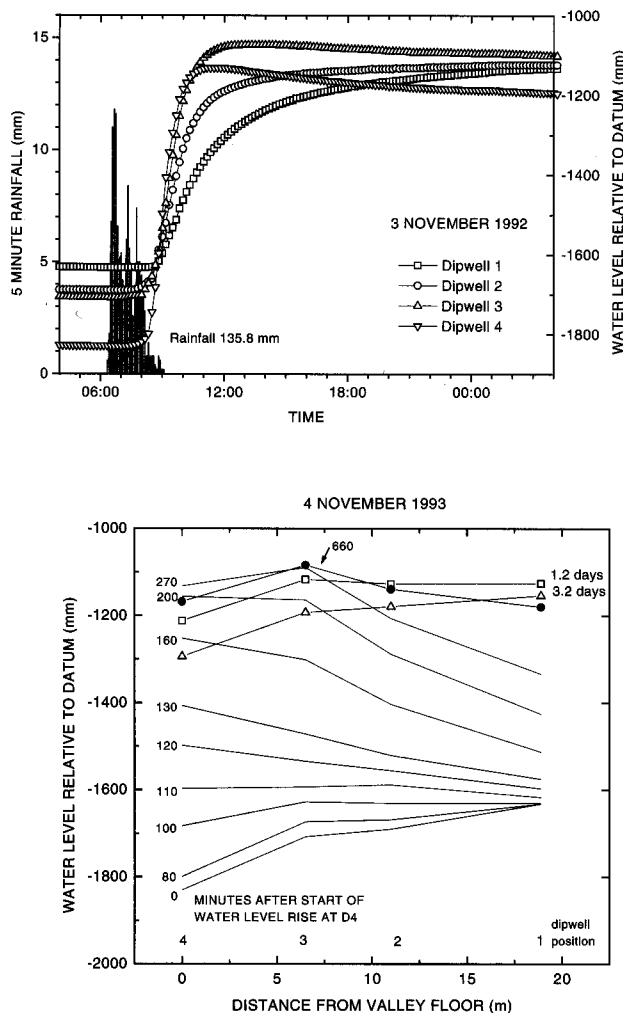 15
10
5
0
5 MINUTE RAINFALL (mm)
-1000
-1200
-1400
-1600
-1800
WATER LEVEL RELATIVE TO DATUM (mm)
3 NOVEMBER 1992
Dipwell 1
Dipwell 2
Dipwell 3
Dipwell 4
Rainfall 135.8 mm
06:00 12:00 18:00 00:00
TIME
4 NOVEMBER 1993
-1000
-1200
-1400
-1600
-1800
-2000
WATER LEVEL RELATIVE TO DATUM (mm)
660
270
200
160
130
120
110
100
80
0
1.2 days
3.2 days
MINUTES AFTER START OF
WATER LEVEL RISE AT D4
4 3 2 1
dipwell
position
0 5 10 15 20
DISTANCE FROM VALLEY FLOOR (m)